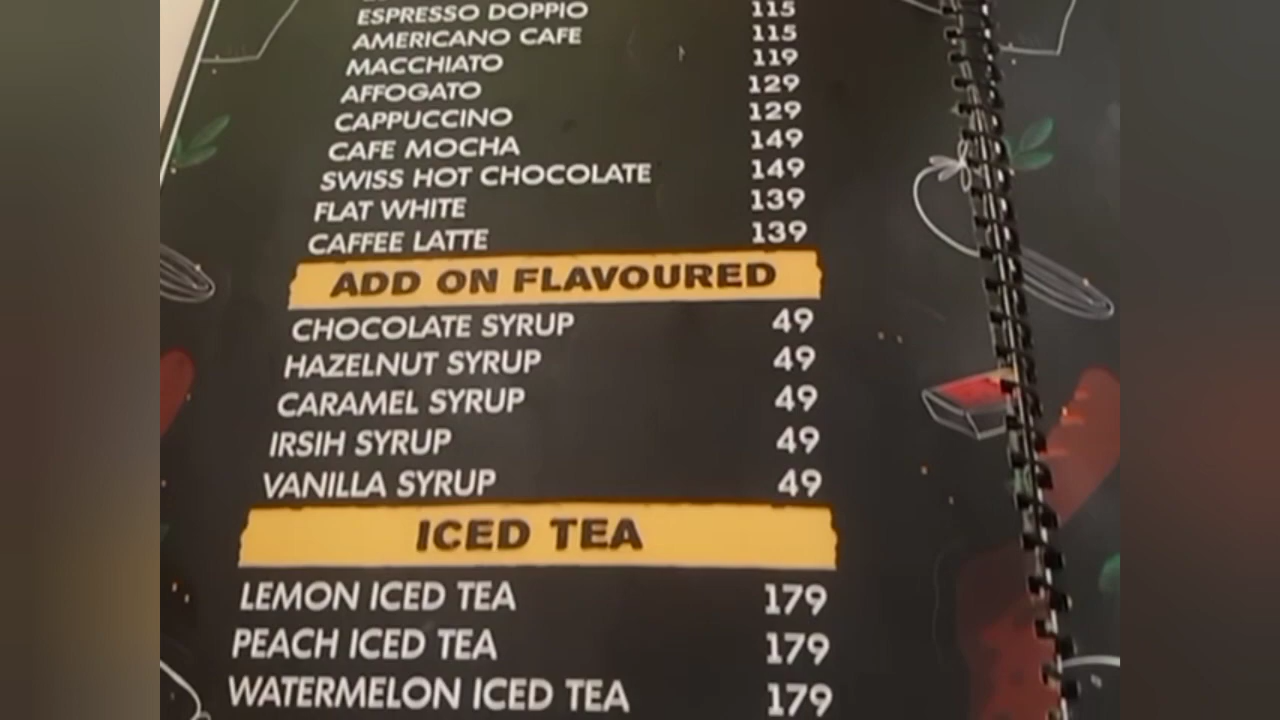 ESPRESSO DOPPIO 115
AMERICANO CAFE 115
MACCHIATO 119
AFFOGATO 129
CAPPUCCINO 129
CAFE MOCHA 149
SWISS HOT CHOCOLATE 149
FLAT WHITE 139
CAFFEE LATTE 139
ADD ON FLAVOURED
CHOCOLATE SYRUP 49
HAZELNUT SYRUP 49
CARAMEL SYRUP 49
IRSIH SYRUP 49
VANILLA SYRUP 49
ICED TEA
LEMON ICED TEA 179
PEACH ICED TEA 179
WATERMELON ICED TEA 179